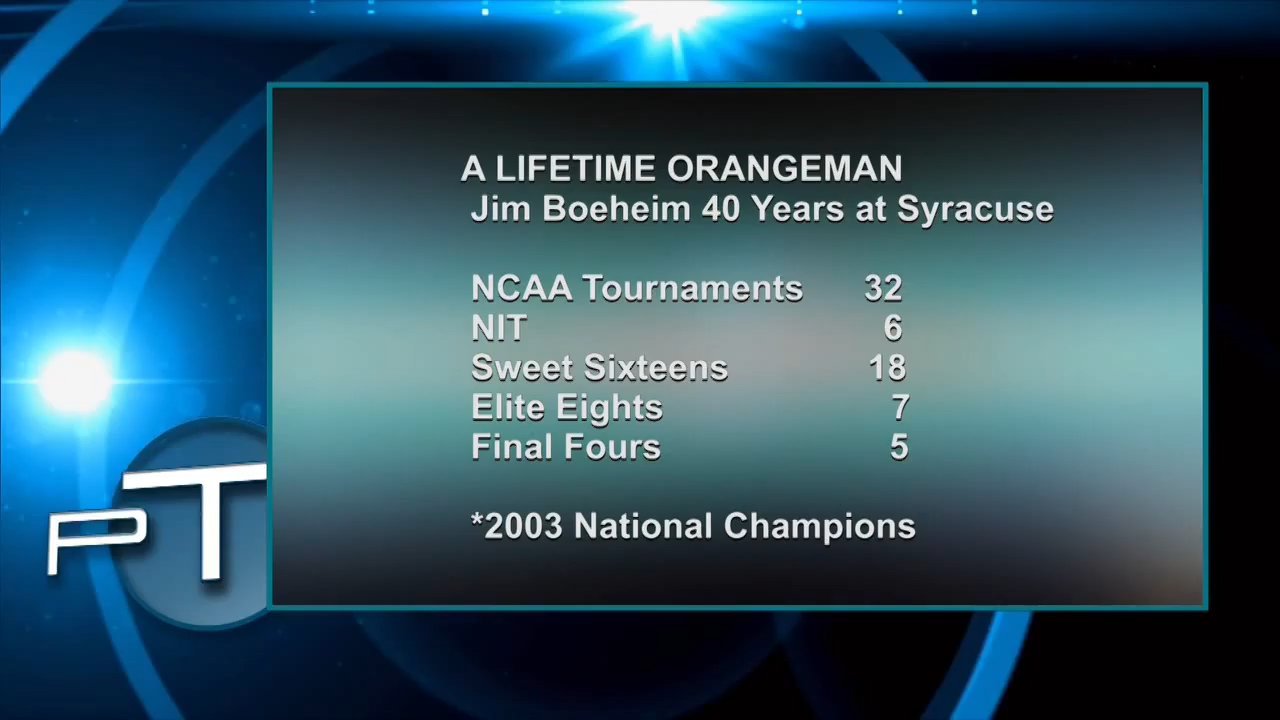 A LIFETIME ORANGEMAN
Jim Boeheim 40 Years at Syracuse
NCAA Tournaments 32
NIT 6
Sweet Sixteens 18
Elite Eights 7
Final Fours 5
*2003 National Champions
PT